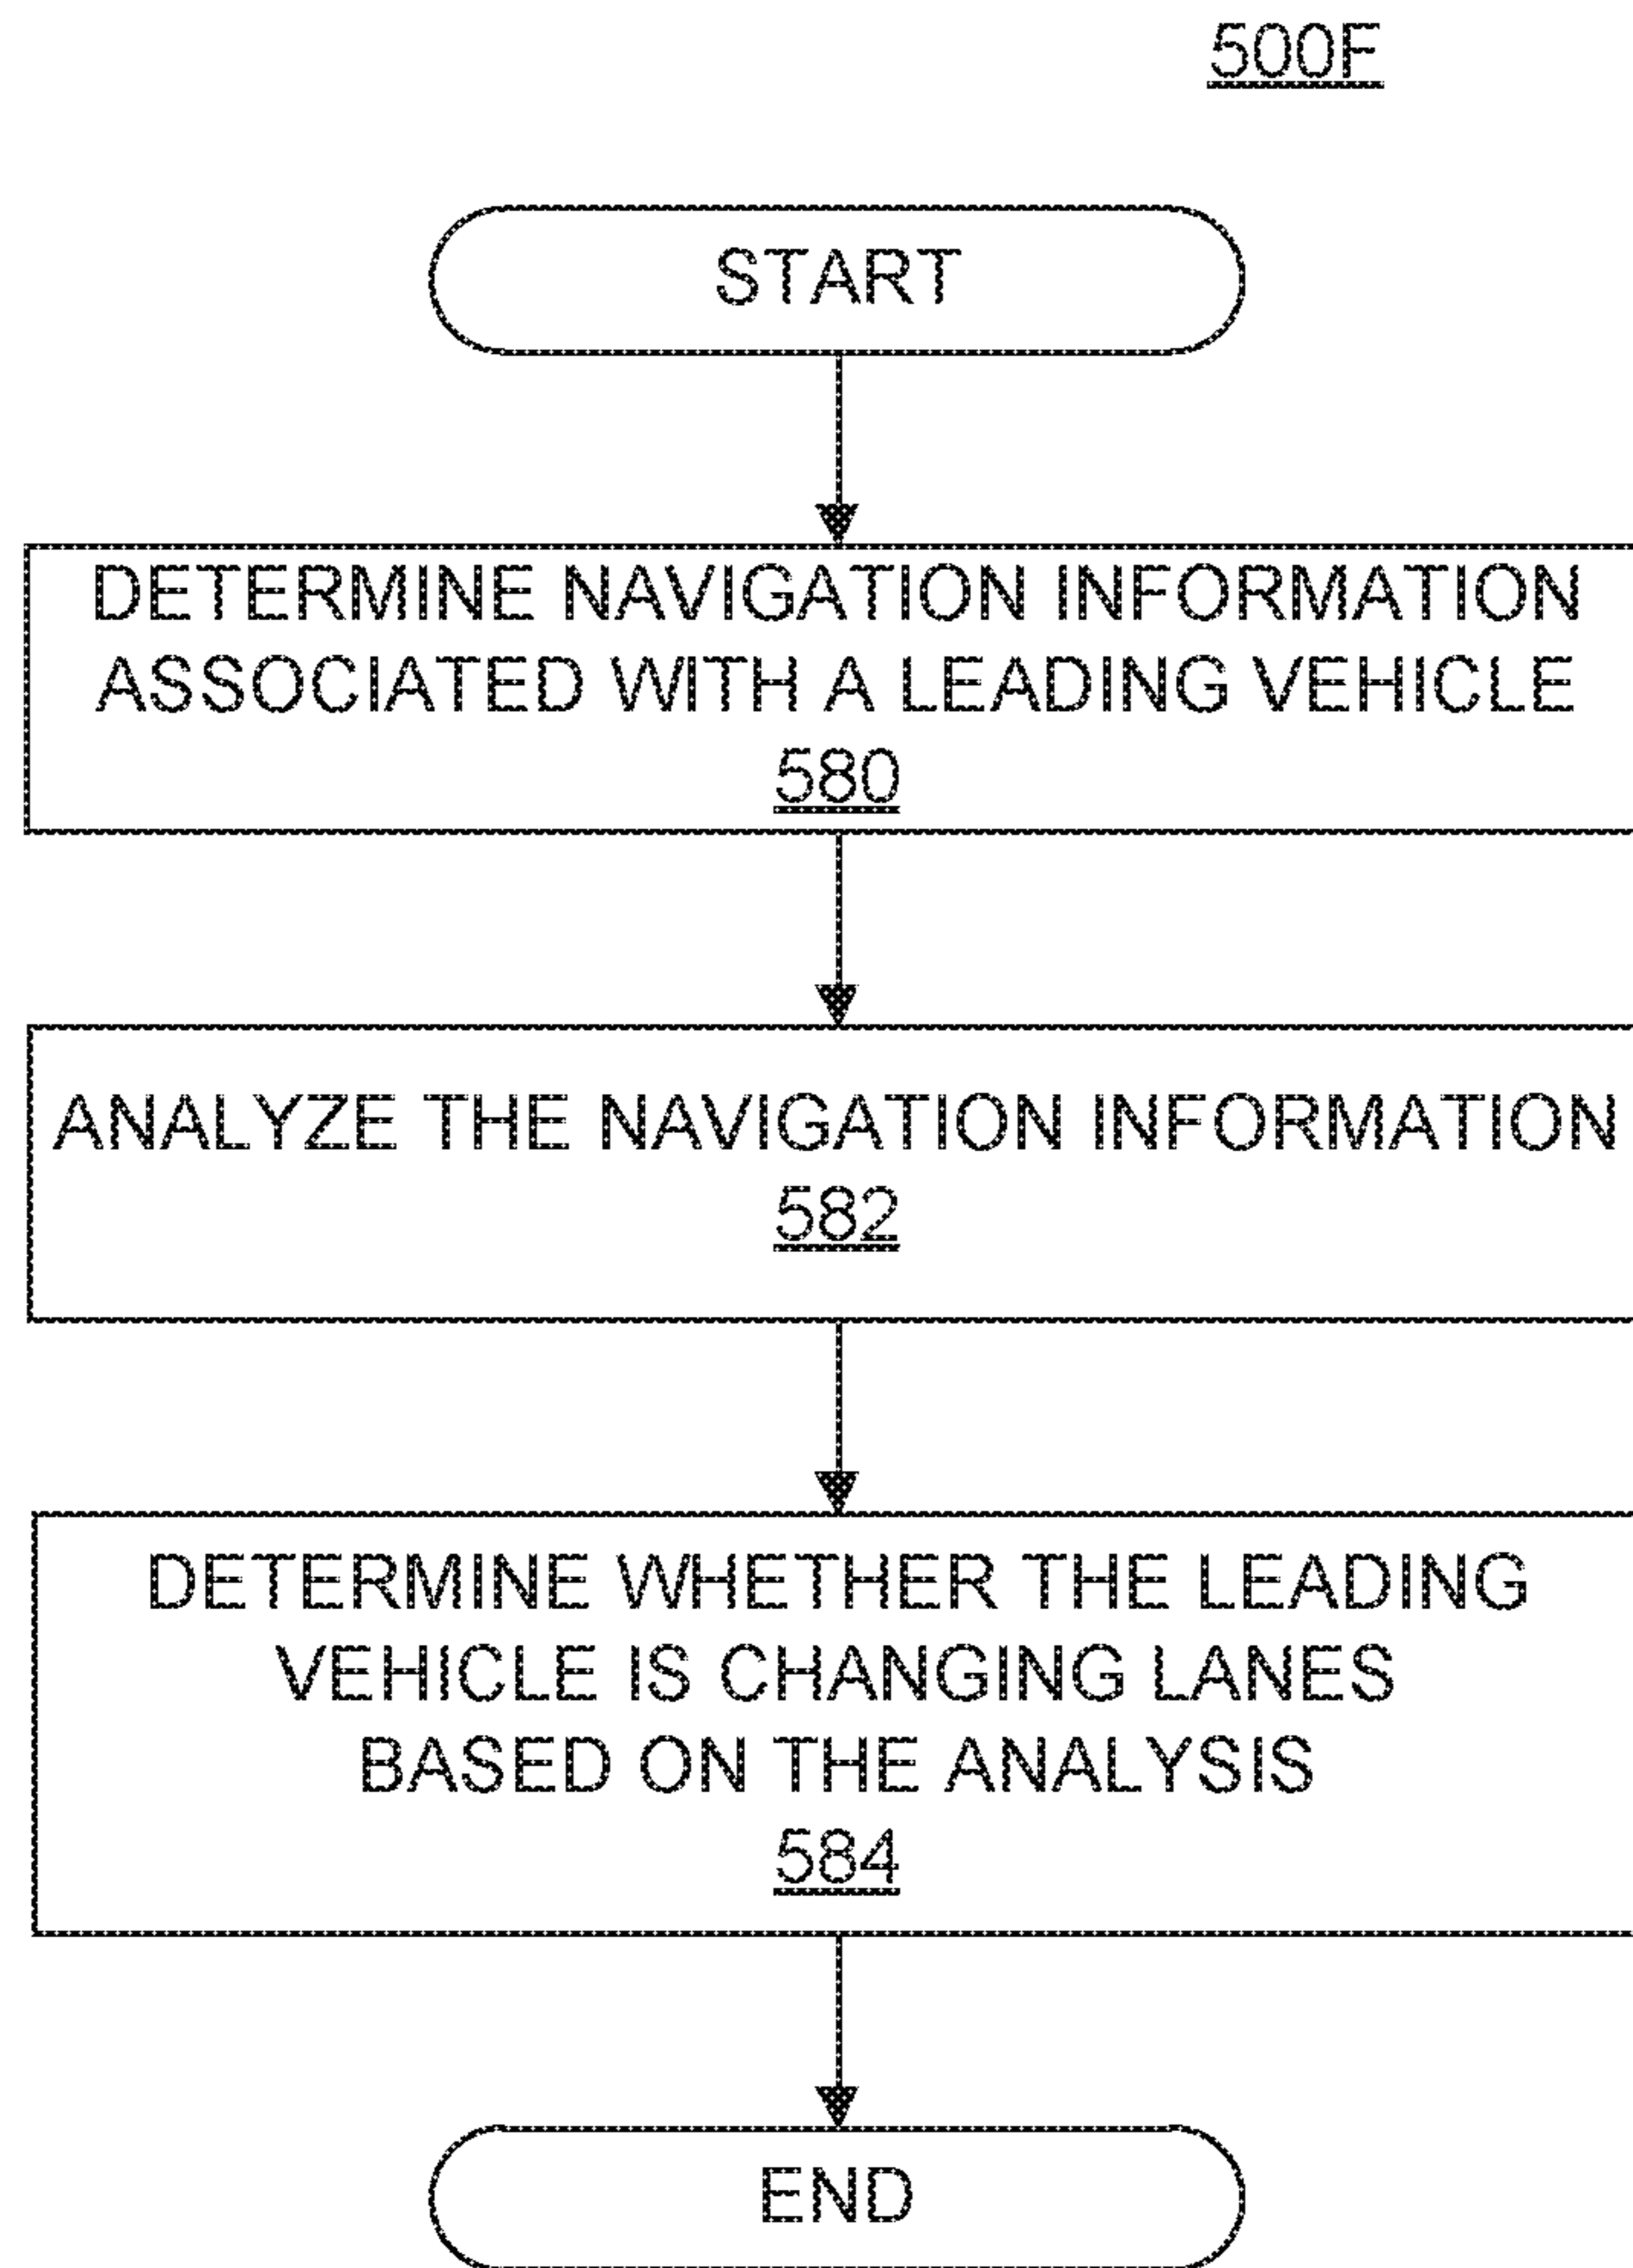 500F
START
DETERMINE NAVIGATION INFORMATION
ASSOCIATED WITH A LEADING VEHICLE
580
ANALYZE THE NAVIGATION INFORMATION
582
DETERMINE WHETHER THE LEADING
VEHICLE IS CHANGING LANES
BASED ON THE ANALYSIS
584
END